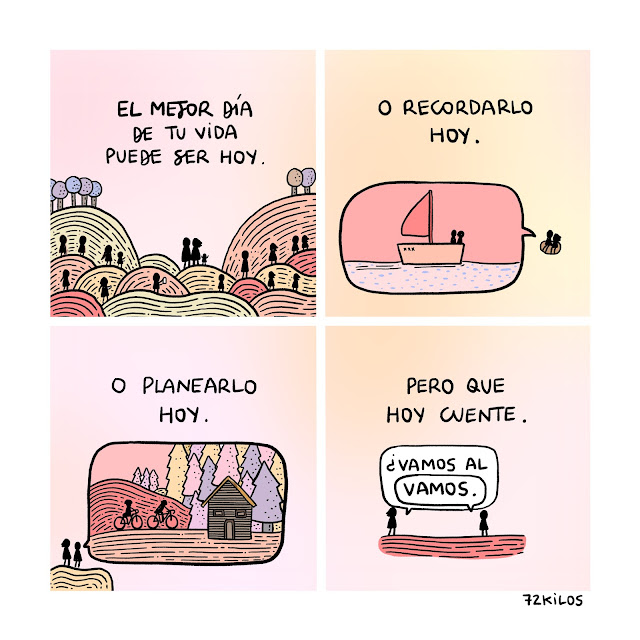 EL MEJOR DÍA
DE TU VIDA
PUEDE SER HOY.
O RECORDARLO
HOY.
O PLANEARLO
HOY.
PERO QUE
HOY CUENTE.
¿VAMOS AL
VAMOS.
72KILOS